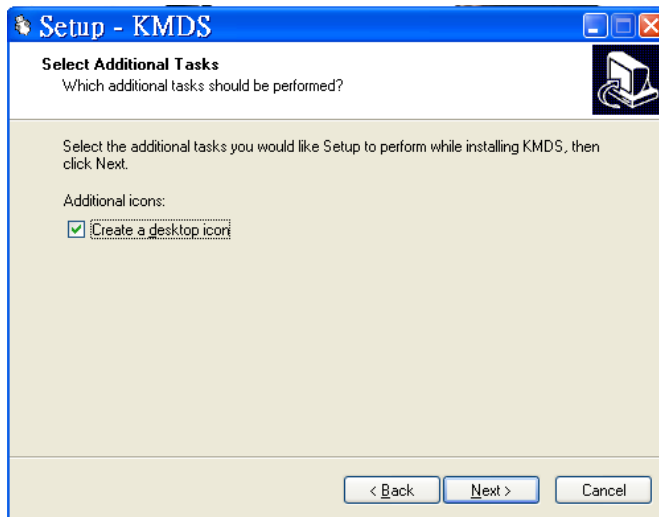 Setup - KMDS
Select Additional Tasks
Which additional tasks should be performed?
Select the additional tasks you would like Setup to perform while installing KMDS, then
click Next.
Additional icons:
Create a desktop icon
< Back
Next >
Cancel